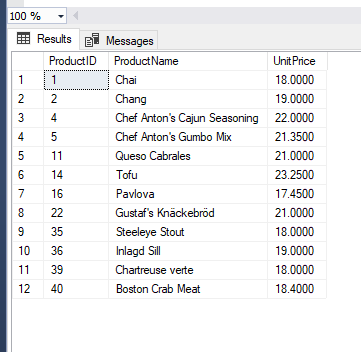 100 %
Results Messages
ProductID ProductName UnitPrice
1 1 Chai 18.0000
2 2 Chang 19.0000
3 4 Chef Anton's Cajun Seasoning 22.0000
4 5 Chef Anton's Gumbo Mix 21.3500
5 11 Queso Cabrales 21.0000
6 14 Tofu 23.2500
7 16 Pavlova 17.4500
8 22 Gustaf's Knäckebröd 21.0000
9 35 Steeleye Stout 18.0000
10 36 Inlagd Sill 19.0000
11 39 Chartreuse verte 18.0000
12 40 Boston Crab Meat 18.4000